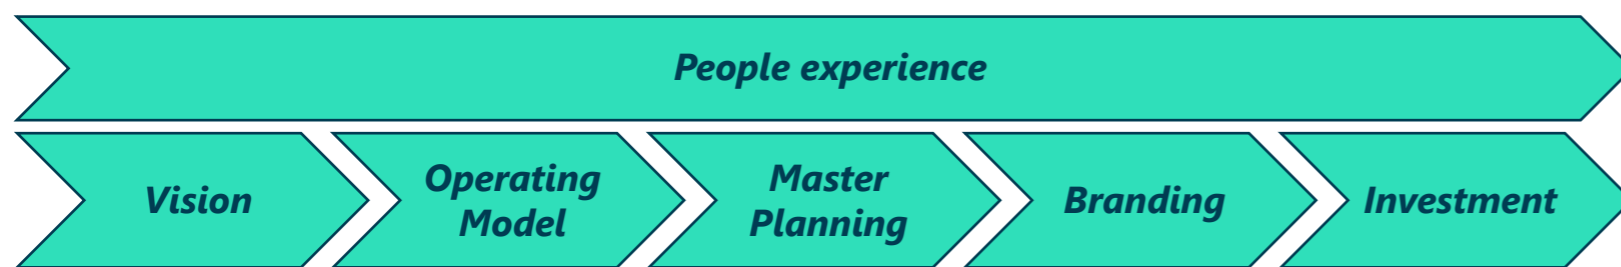 People experience
Vision
Operating
Model
Master
Planning
Branding
Investment